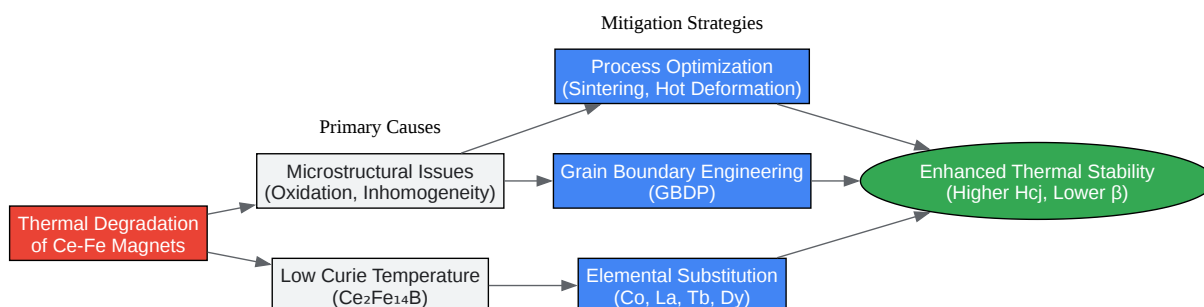 Mitigation Strategies
Process Optimization
(Sintering, Hot Deformation)
Primary Causes
Microstructural Issues
(Oxidation, Inhomogeneity)
Grain Boundary Engineering
(GBDP)
Enhanced Thermal Stability
(Higher Hcj, Lower β)
Thermal Degradation
of Ce-Fe Magnets
Low Curie Temperature
(Ce₂Fe₁₄B)
Elemental Substitution
(Co, La, Tb, Dy)